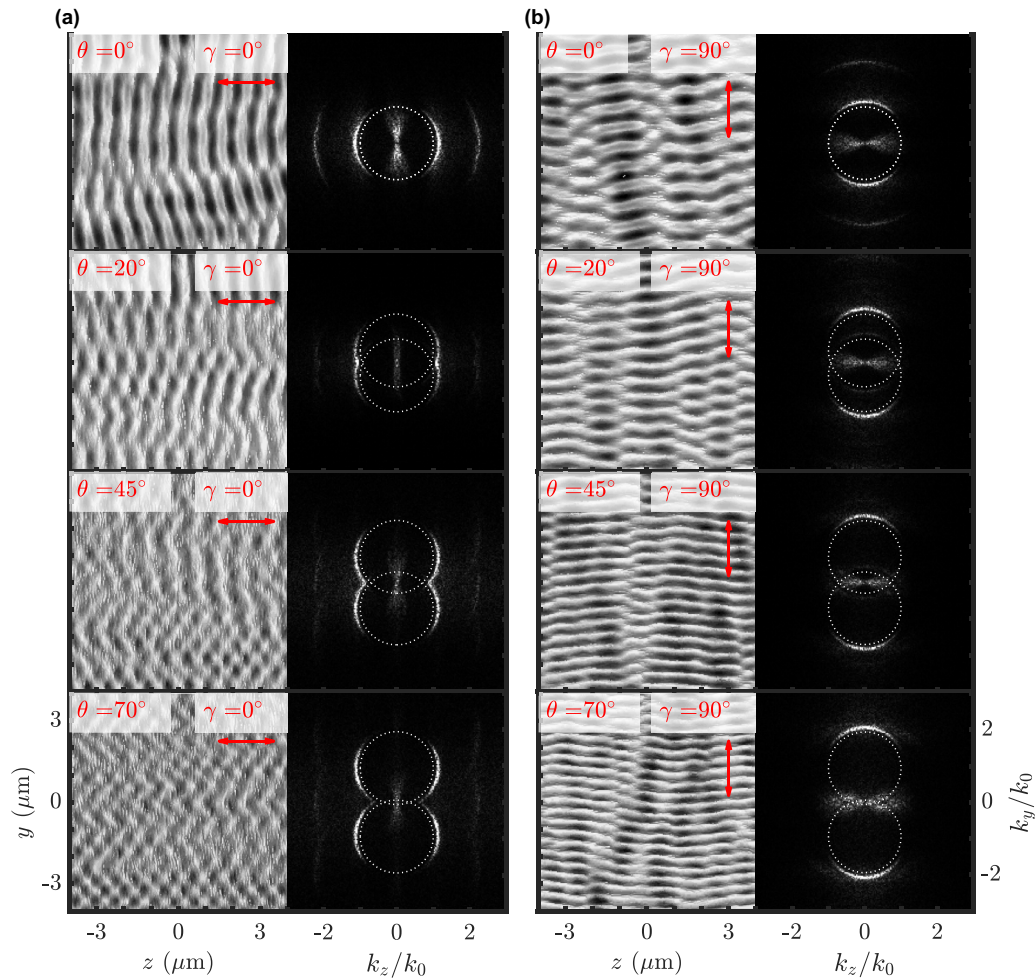 (a)
(b)
θ =0° γ =0°
θ =0° γ =90°
θ =20° γ =0°
θ =20° γ =90°
θ =45° γ =0°
θ =45° γ =90°
θ =70° γ =0°
θ =70° γ =90°
3
0
-3
y (μm)
2
0
-2
k_y/k_0
-3 0 3
-2 0 2
-3 0 3
-2 0 2
z (μm)
k_z/k_0
z (μm)
k_z/k_0